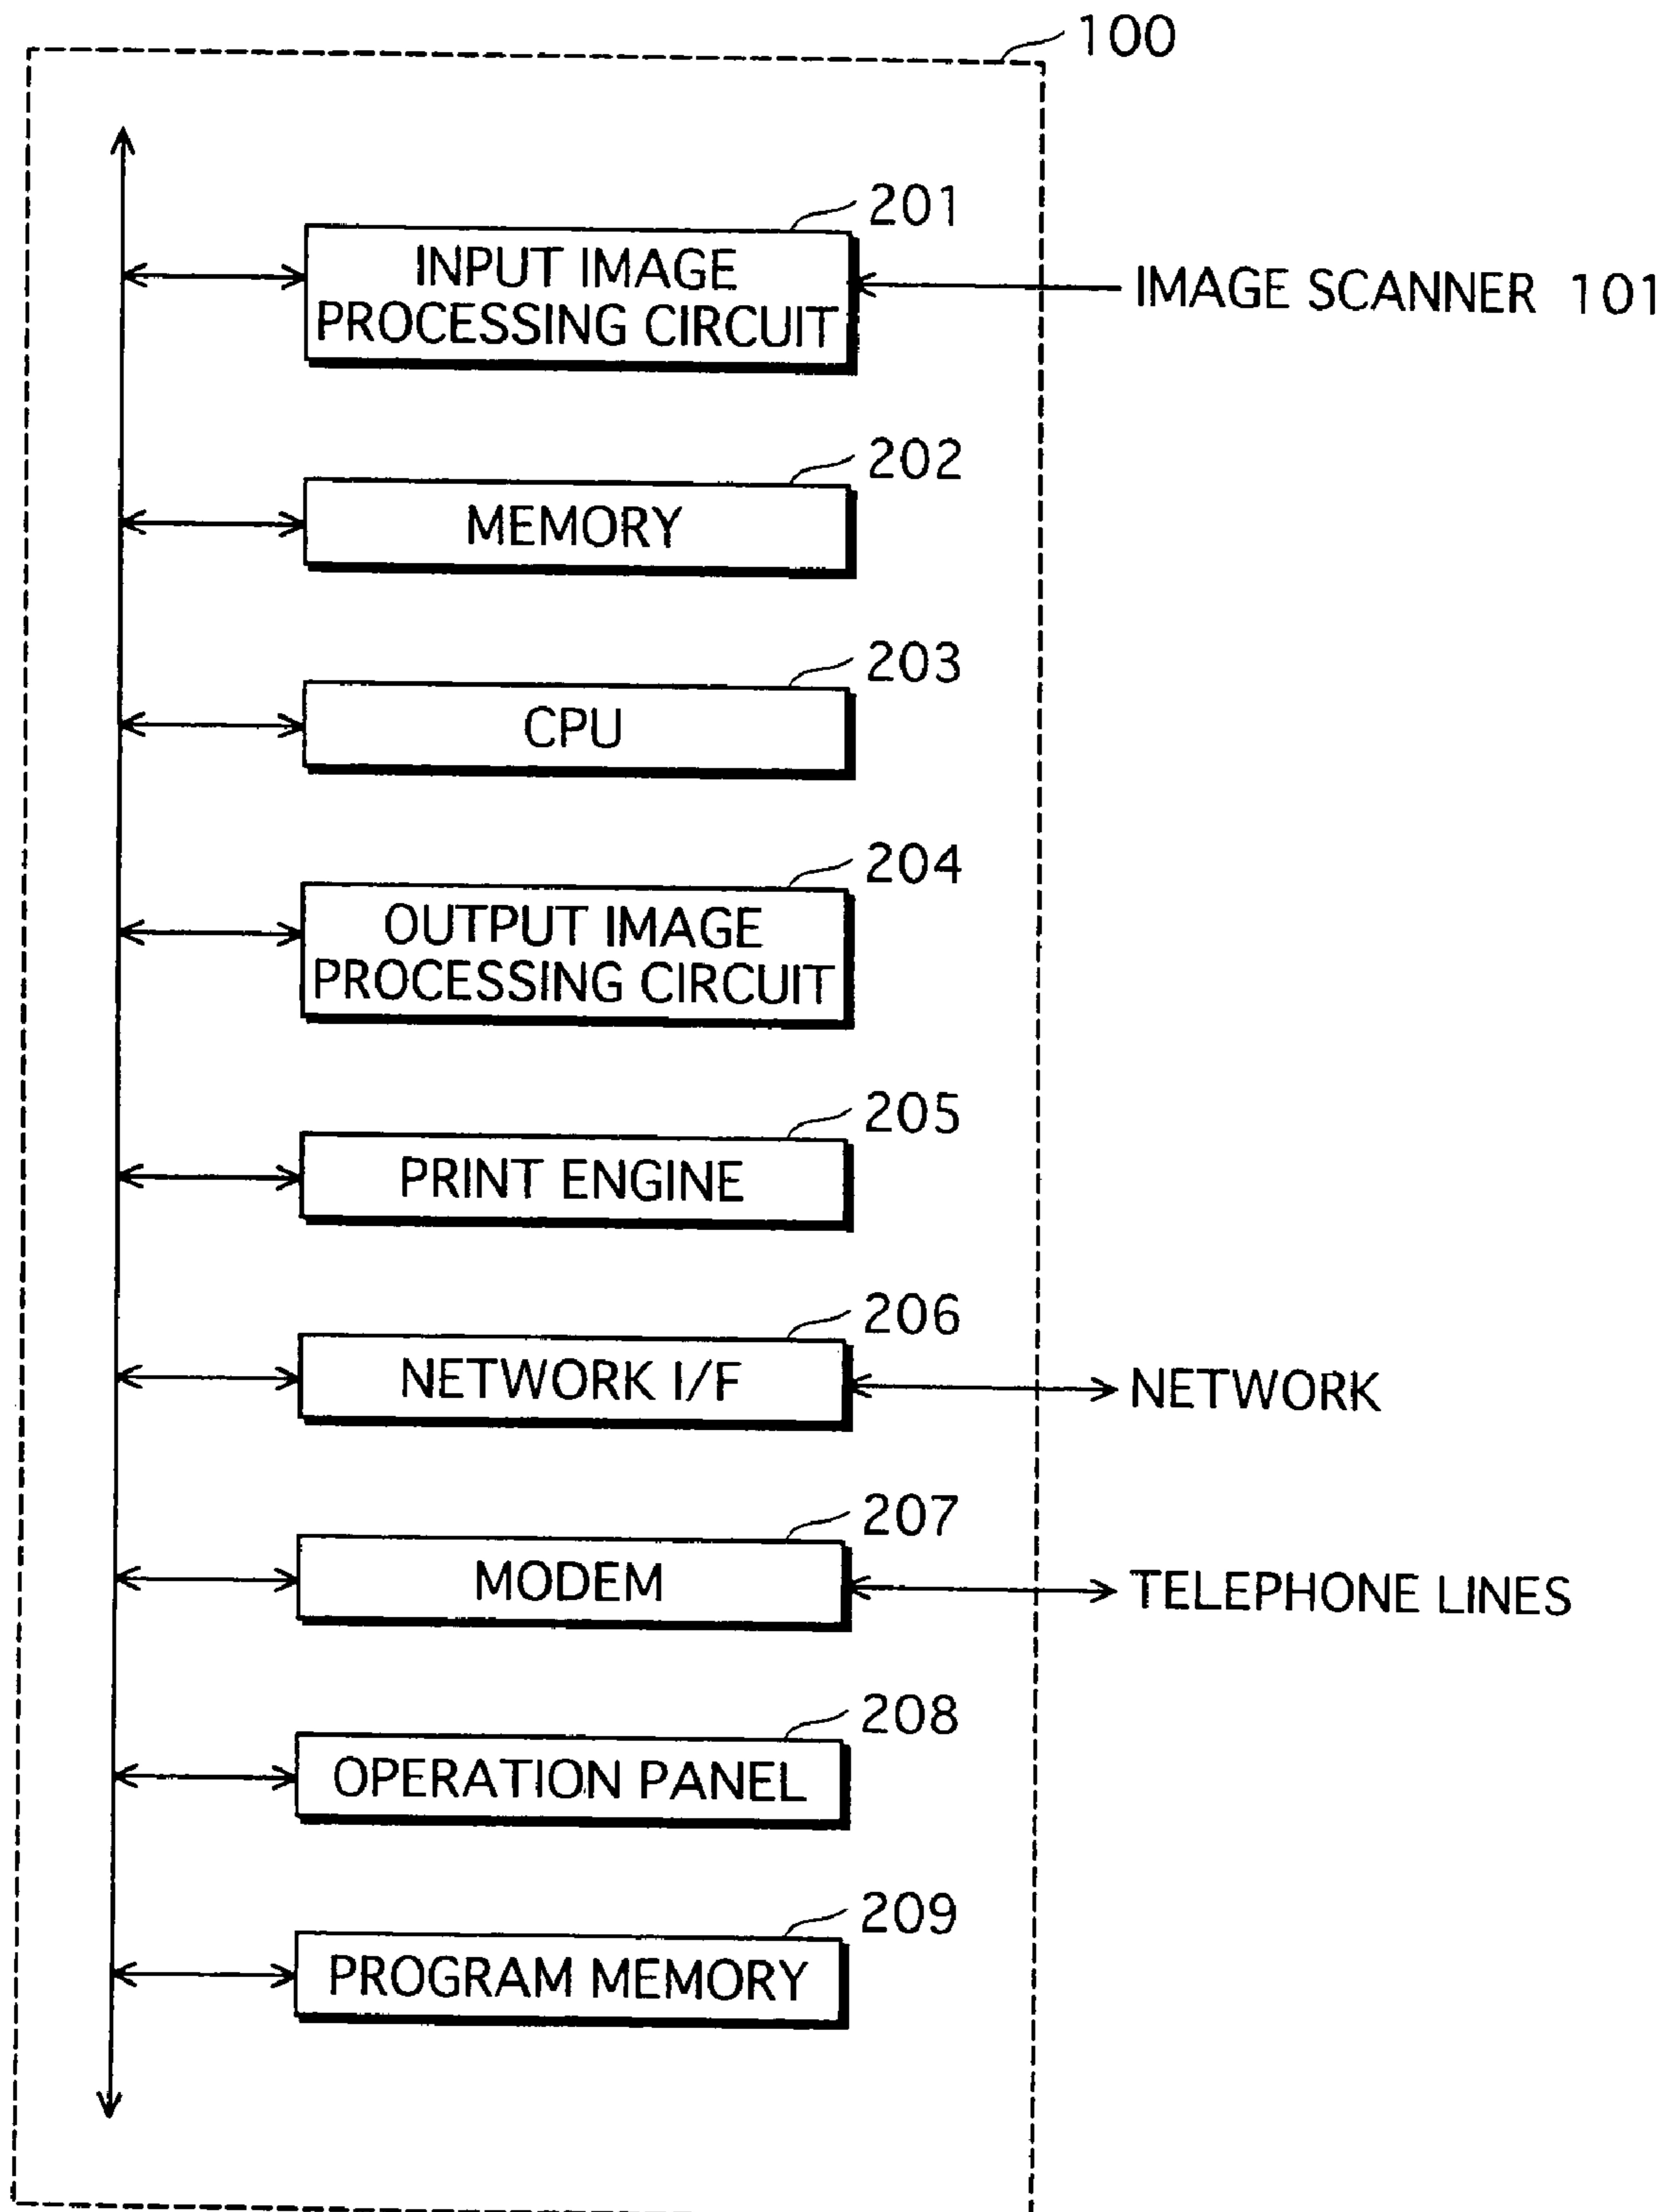 100
201
INPUT IMAGE
PROCESSING CIRCUIT
IMAGE SCANNER 101
202
MEMORY
203
CPU
204
OUTPUT IMAGE
PROCESSING CIRCUIT
205
PRINT ENGINE
206
NETWORK I/F
NETWORK
207
MODEM
TELEPHONE LINES
208
OPERATION PANEL
209
PROGRAM MEMORY